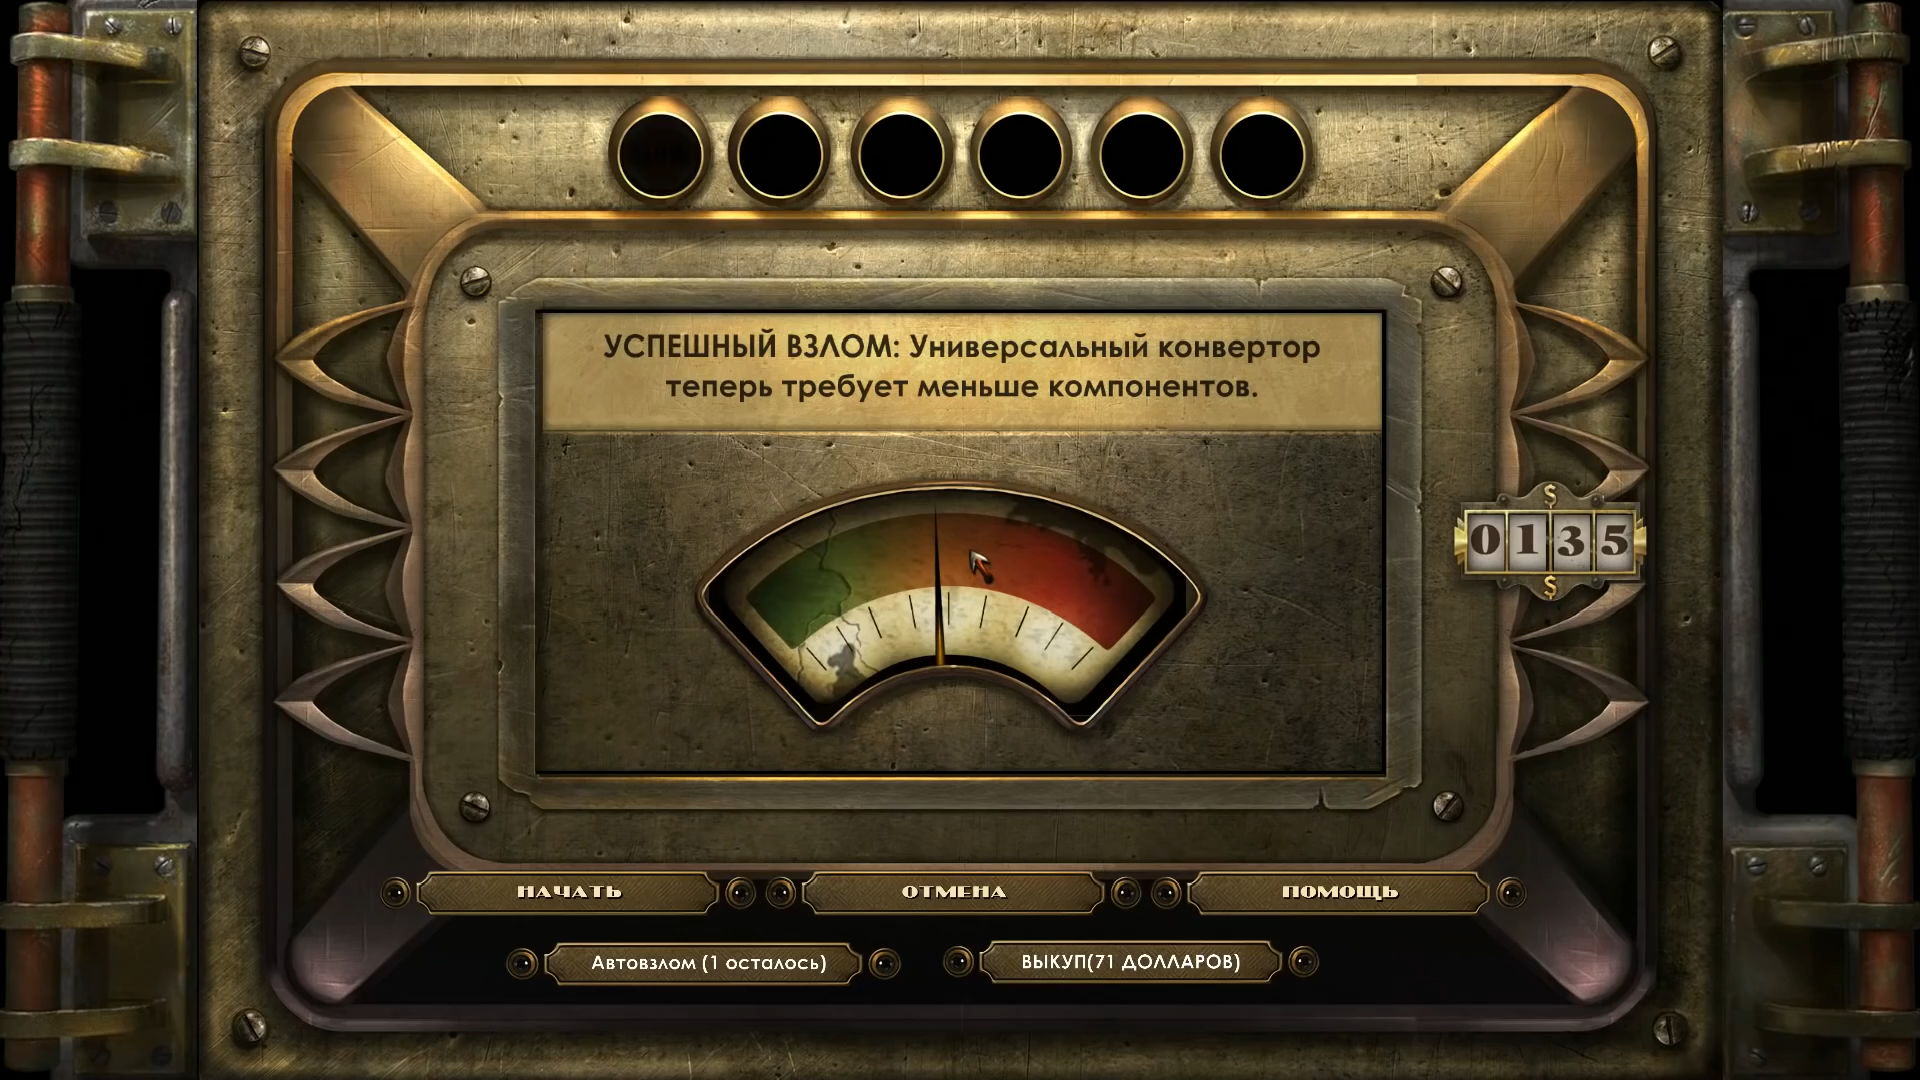 УСПЕШНЫЙ ВЗЛОМ: Универсальный конвертор
теперь требует меньше компонентов.
$
0135
$
НАЧАТЬ
ОТМЕНА
ПОМОЩЬ
Автовзлом (1 осталось)
ВЫКУП(71 ДОЛЛАРОВ)